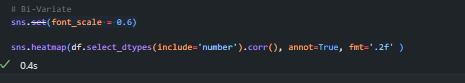 # Bi-Variate
sns.set(font_scale = 0.6)
sns.heatmap(df.select_dtypes(include='number').corr(), annot=True, fmt='.2f' )
✓ 0.4s